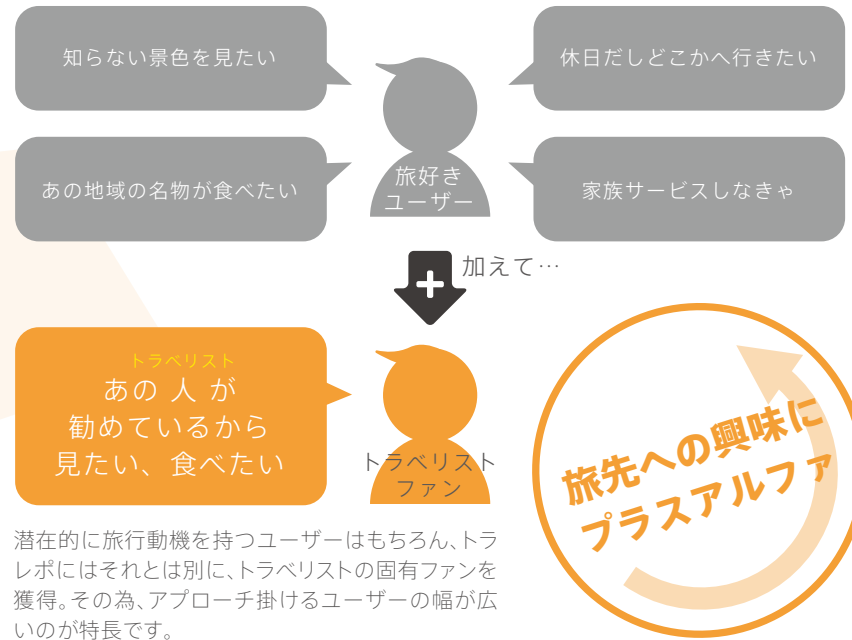 知らない景色を見たい
休日だしどこかへ行きたい
あの地域の名物が食べたい
家族サービスしなきゃ
旅好き
ユーザー
加えて…
トラベリスト
あの 人 が
勧めているから
見たい、食べたい
トラベリスト
ファン
旅先への興味に
プラスアルファ
潜在的に旅行動機を持つユーザーはもちろん、トラ
レポにはそれとは別に、トラベリストの固有ファンを
獲得。その為、アプローチ掛けるユーザーの幅が広
いのが特長です。